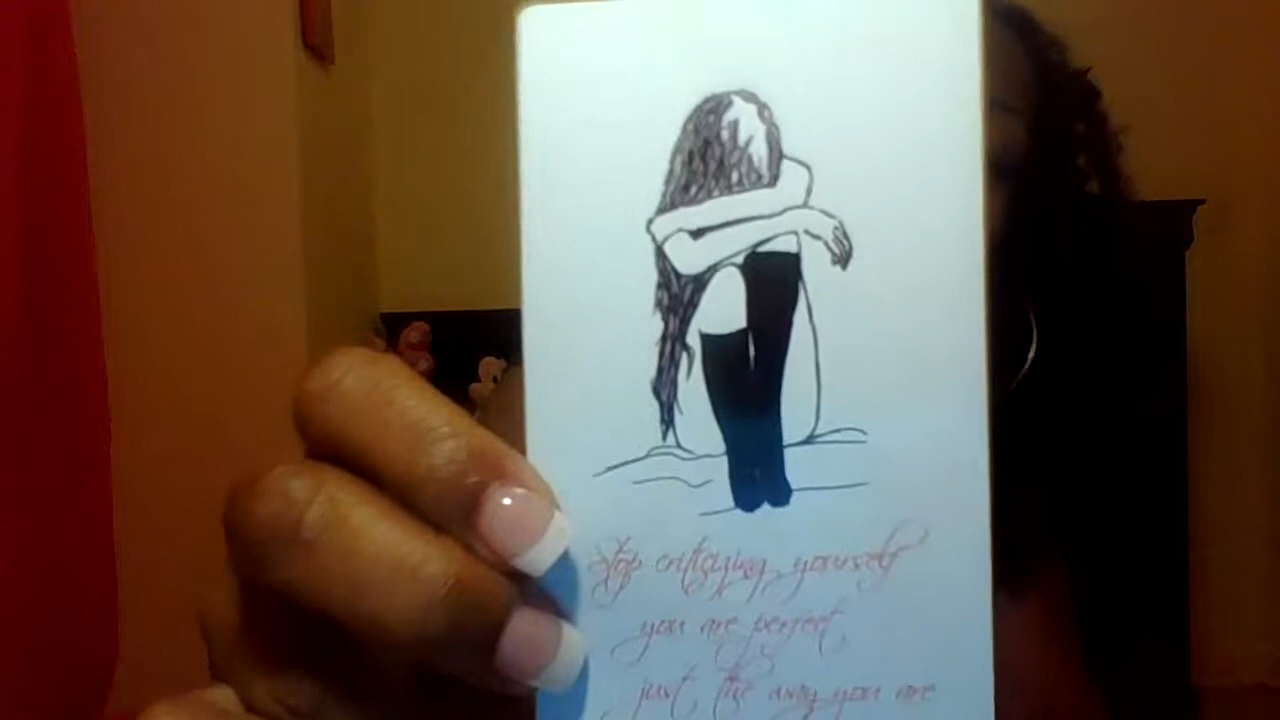 Stop criticizing yourself
you are perfect
just the way you are